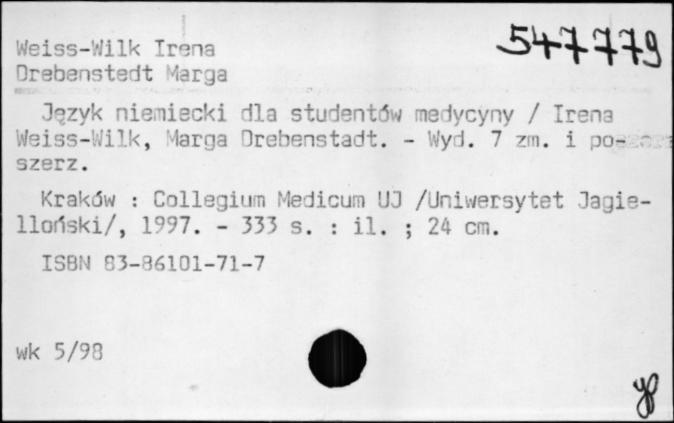 547779
Weiss-Wilk Irena
Drebenstedt Marga
Język niemiecki dla studentów medycyny / Irena
Weiss-Wilk, Marga Drebenstadt. - Wyd. 7 zm. i po-
szerz.
Kraków : Collegium Medicum UJ /Uniwersytet Jagie-
lloński/, 1997. - 333 s. : il. ; 24 cm.
ISBN 83-86101-71-7
wk 5/98